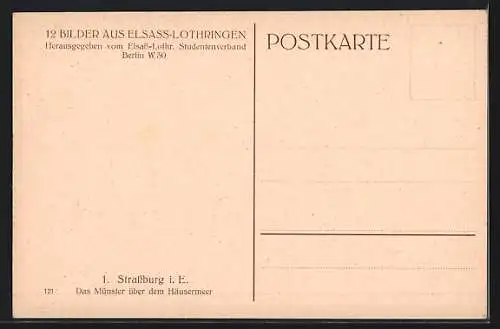 12 BILDER AUS ELSASS-LOTHRINGEN
Herausgegeben vom Elsaß-Lothr. Studentenverband
Berlin W.30
POSTKARTE
1. Straßburg i. E.
121 Das Münster über dem Häusermeer